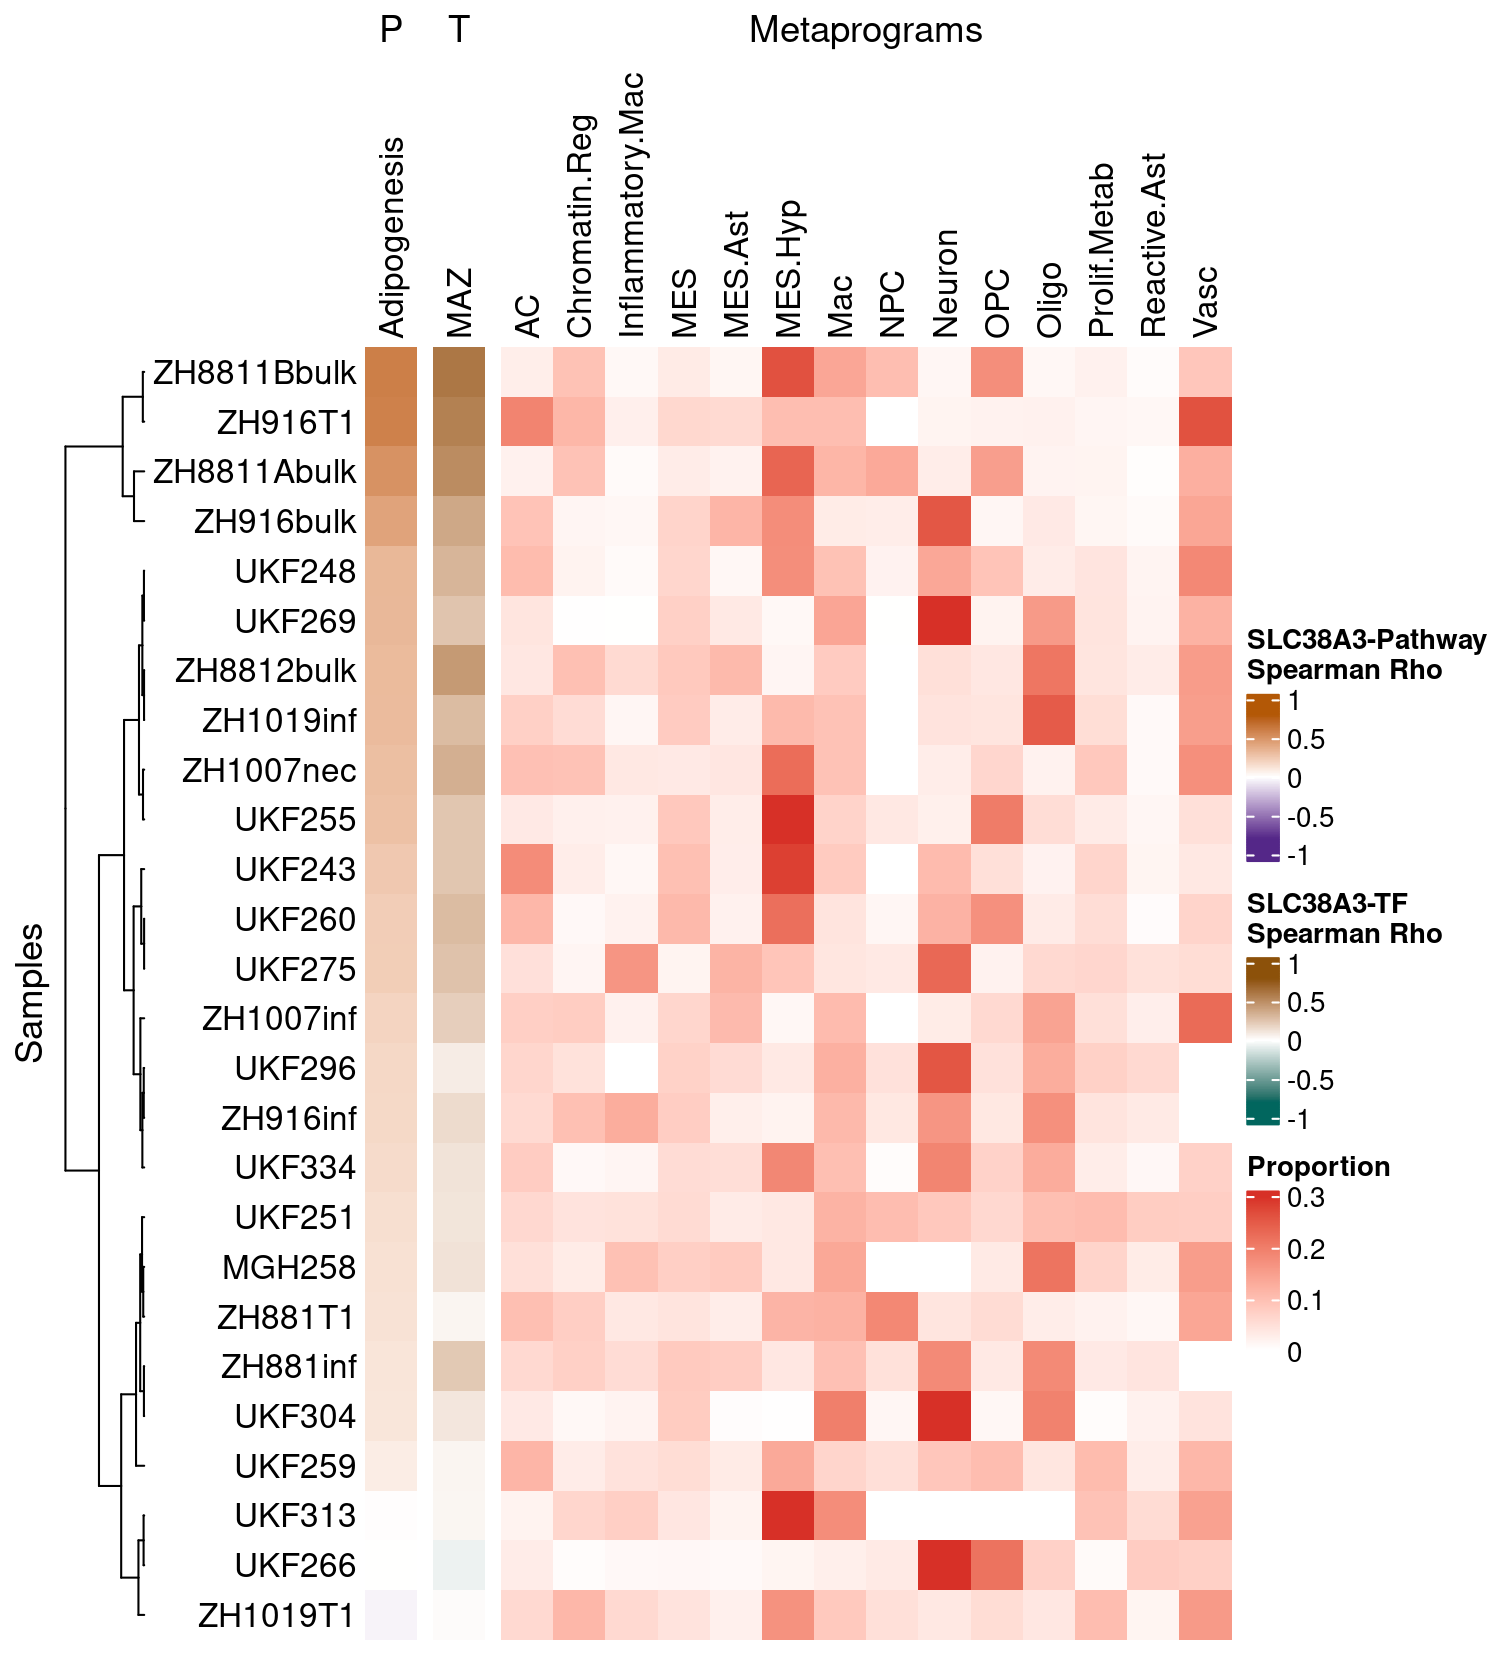 P T Metaprograms
Adipogenesis
MAZ
AC
Chromatin.Reg
Inflammatory.Mac
MES
MES.Ast
MES.Hyp
Mac
NPC
Neuron
OPC
Oligo
Prolif.Metab
Reactive.Ast
Vasc
Samples
ZH8811Bbulk
ZH916T1
ZH8811Abulk
ZH916bulk
UKF248
UKF269
ZH8812bulk
ZH1019inf
ZH1007nec
UKF255
UKF243
UKF260
UKF275
ZH1007inf
UKF296
ZH916inf
UKF334
UKF251
MGH258
ZH881T1
ZH881inf
UKF304
UKF259
UKF313
UKF266
ZH1019T1
SLC38A3-Pathway
Spearman Rho
1
0.5
0
-0.5
-1
SLC38A3-TF
Spearman Rho
1
0.5
0
-0.5
-1
Proportion
0.3
0.2
0.1
0